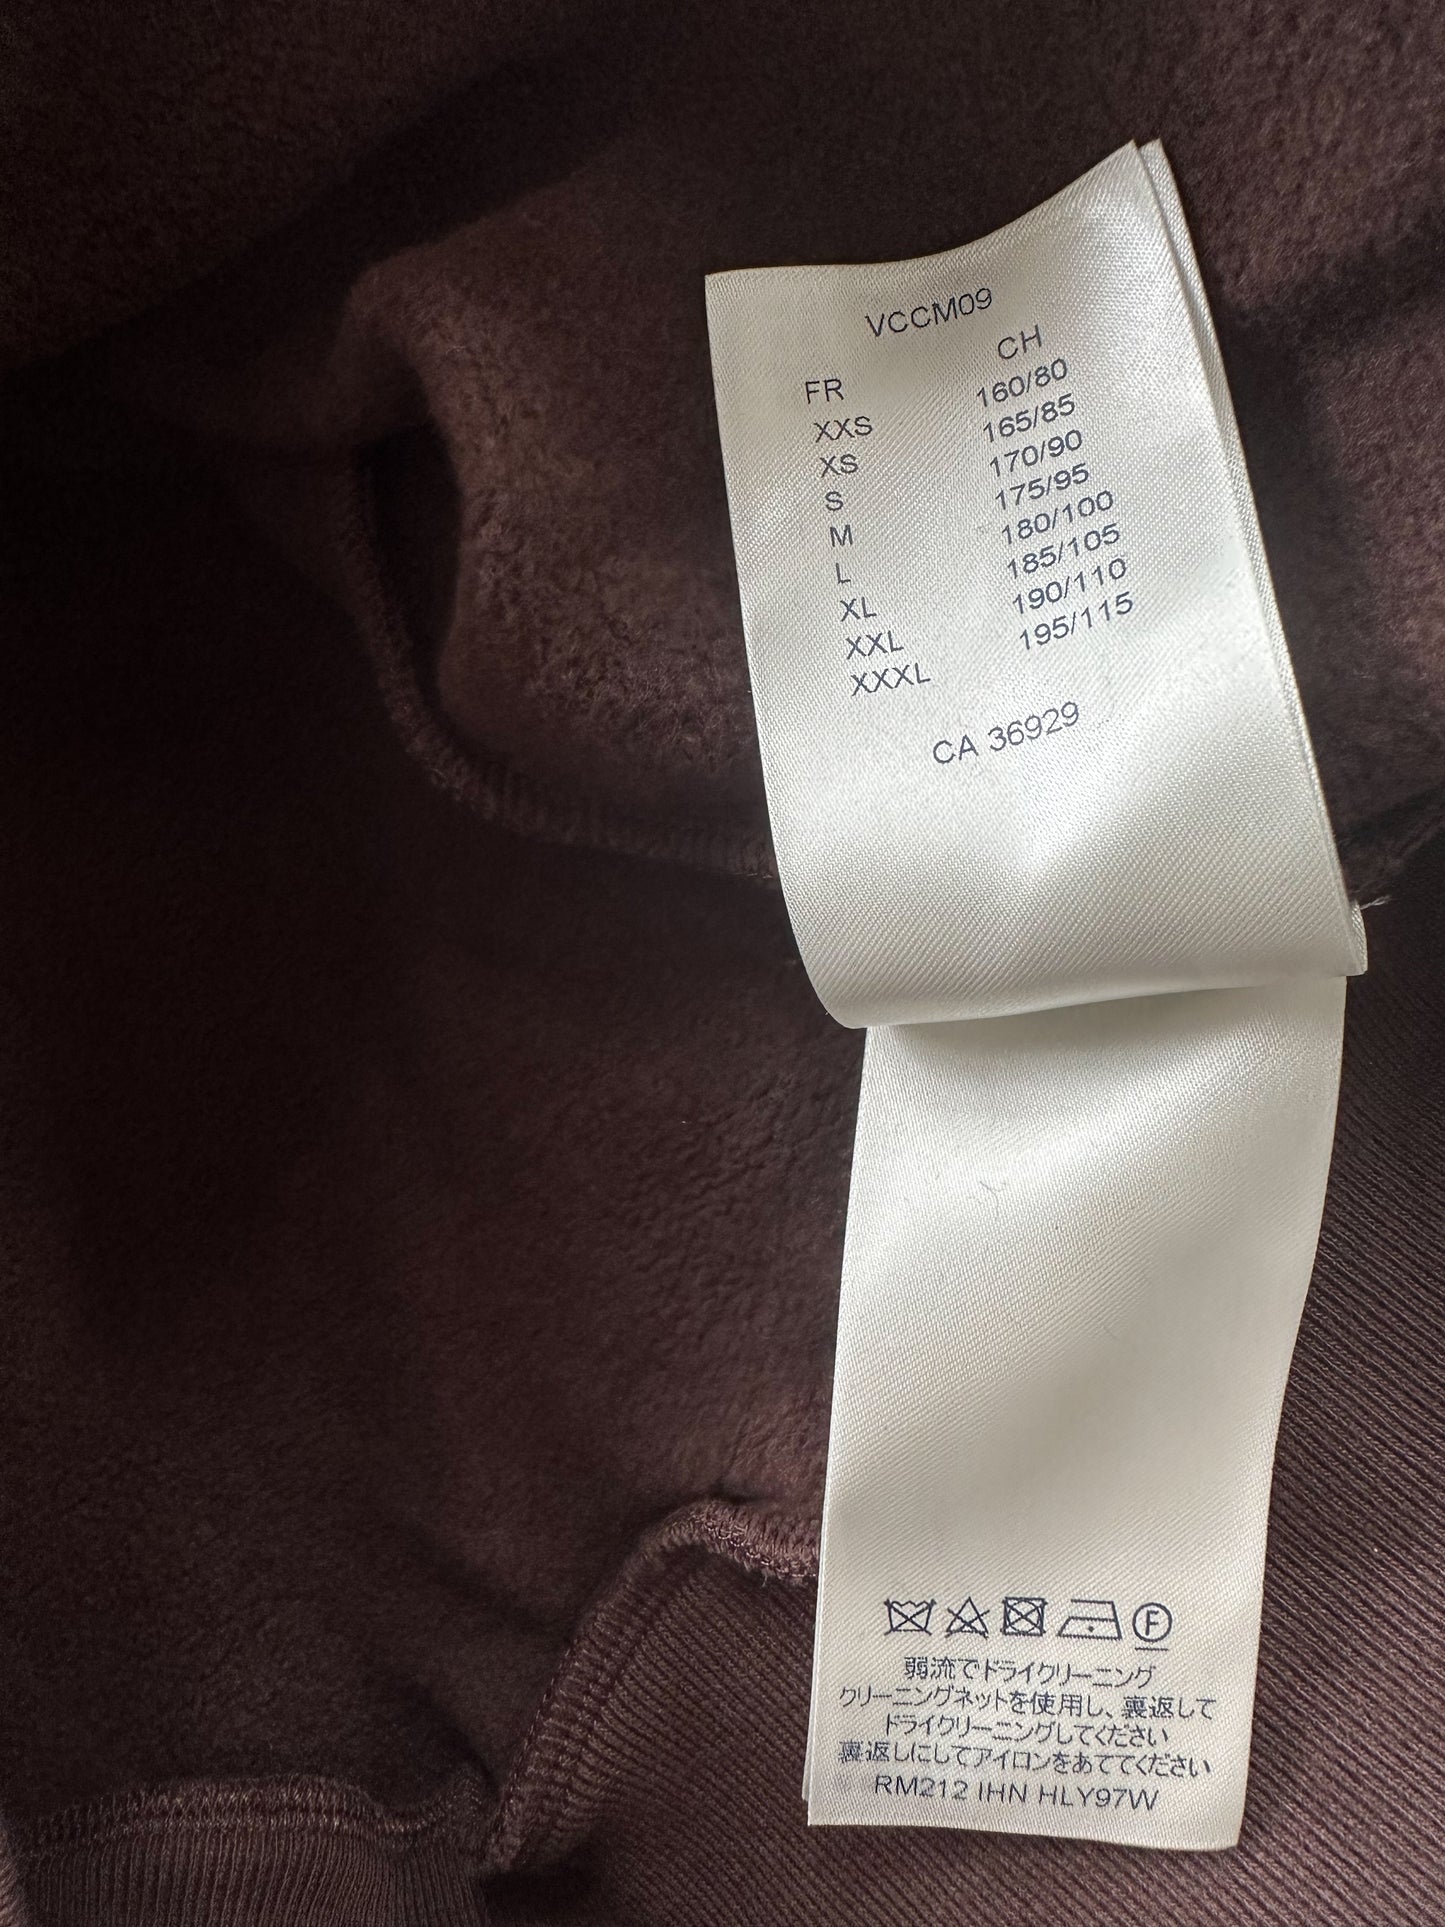 VCCM09
FR CH
XXS 160/80
XS 165/85
S 170/90
M 175/95
L 180/100
XL 185/105
XXL 190/110
XXXL 195/115
CA 36929
F
弱流でドライクリーニング
クリーニングネットを使用し、裏返して
ドライクリーニングしてください
裏返しにしてアイロンをあててください
RM212 IHN HLY97W